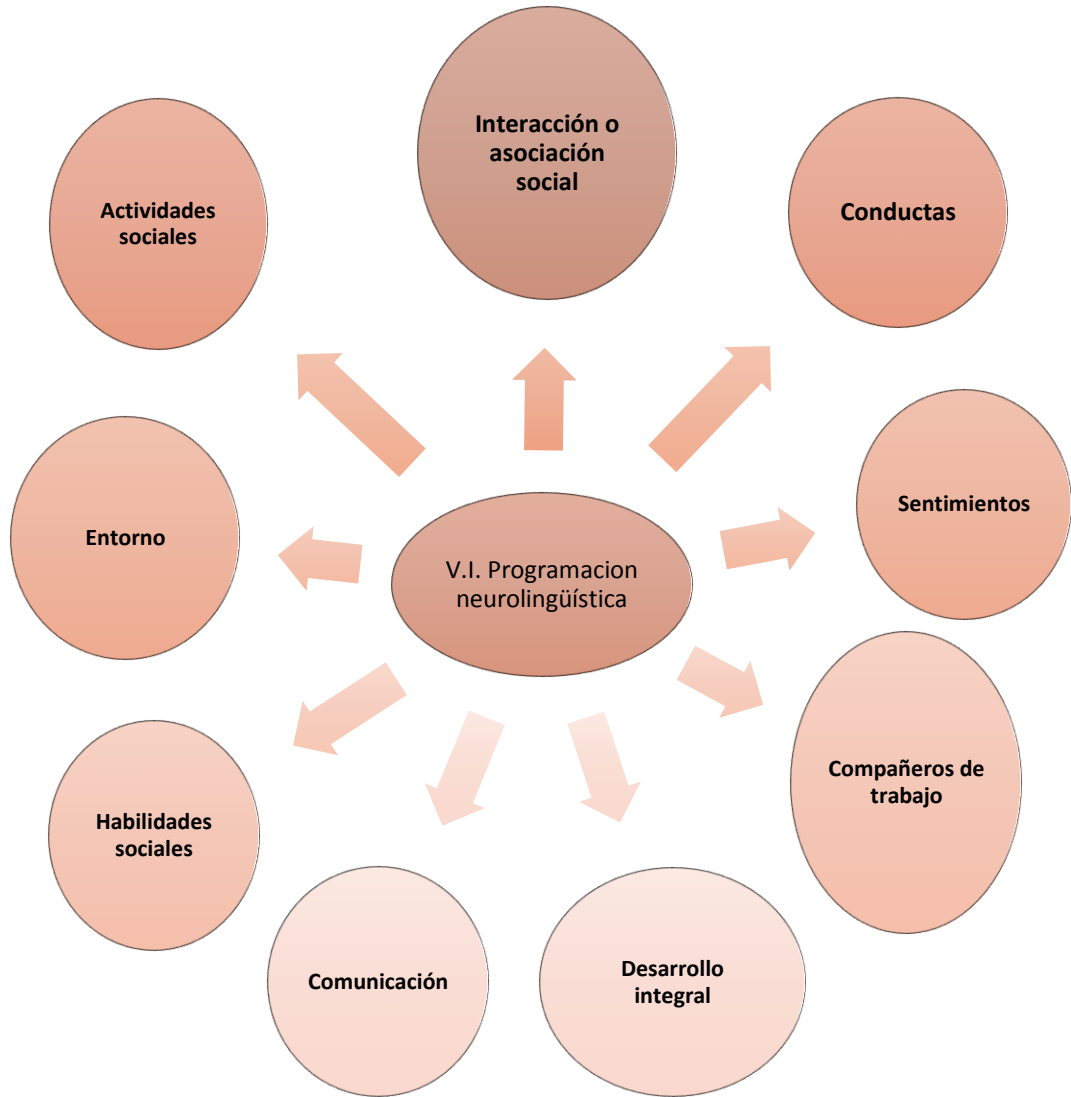 Interacción o
asociación
social
Conductas
Sentimientos
Compañeros de
trabajo
Desarrollo
integral
Comunicación
Habilidades
sociales
Entorno
Actividades
sociales
V.I. Programacion
neurolingüística